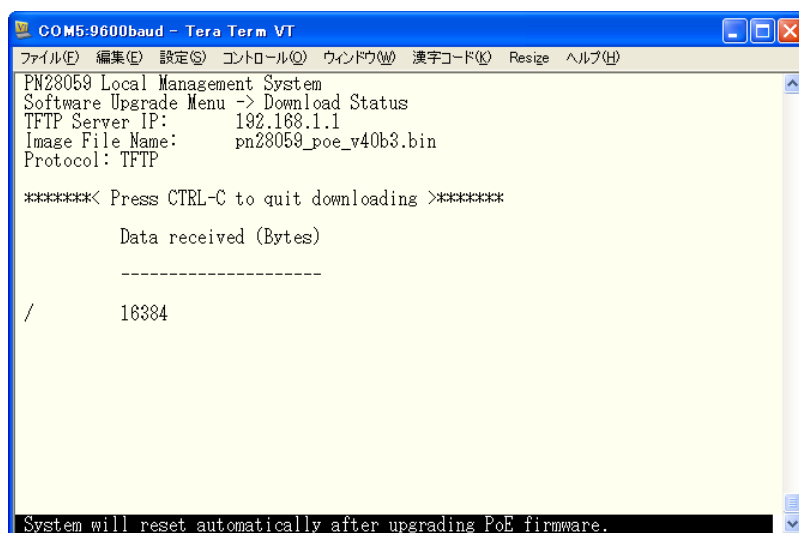 COM5:9600baud - Tera Term VT
ファイル(F) 編集(E) 設定(S) コントロール(O) ウィンドウ(W) 漢字コード(K) Resize ヘルプ(H)
PN28059 Local Management System
Software Upgrade Menu -> Download Status
TFTP Server IP: 192.168.1.1
Image File Name: pn28059_poe_v40b3.bin
Protocol: TFTP
*******< Press CTRL-C to quit downloading >*******
Data received (Bytes)
---------------------
/ 16384
System will reset automatically after upgrading PoE firmware.